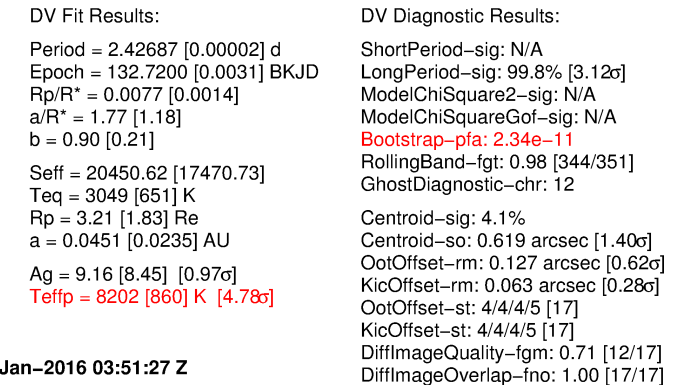 DV Fit Results:
Period = 2.42687 [0.00002] d
Epoch = 132.7200 [0.0031] BKJD
Rp/R* = 0.0077 [0.0014]
a/R* = 1.77 [1.18]
b = 0.90 [0.21]
Seff = 20450.62 [17470.73]
Teq = 3049 [651] K
Rp = 3.21 [1.83] Re
a = 0.0451 [0.0235] AU
Ag = 9.16 [8.45] [0.97σ]
Teffp = 8202 [860] K [4.78σ]
Jan−2016 03:51:27 Z
DV Diagnostic Results:
ShortPeriod−sig: N/A
LongPeriod−sig: 99.8% [3.12σ]
ModelChiSquare2−sig: N/A
ModelChiSquareGof−sig: N/A
Bootstrap−pfa: 2.34e−11
RollingBand−fgt: 0.98 [344/351]
GhostDiagnostic−chr: 12
Centroid−sig: 4.1%
Centroid−so: 0.619 arcsec [1.40σ]
OotOffset−rm: 0.127 arcsec [0.62σ]
KicOffset−rm: 0.063 arcsec [0.28σ]
OotOffset−st: 4/4/4/5 [17]
KicOffset−st: 4/4/4/5 [17]
DiffImageQuality−fgm: 0.71 [12/17]
DiffImageOverlap−fno: 1.00 [17/17]